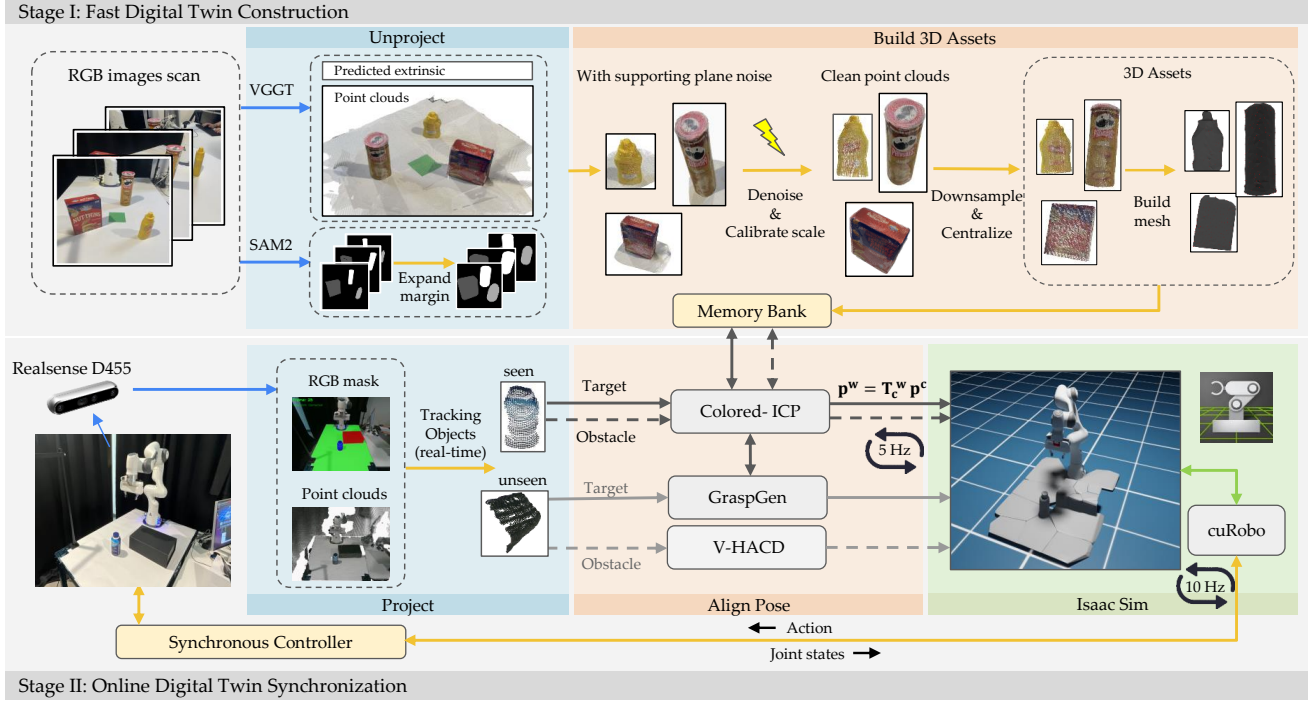 Stage I: Fast Digital Twin Construction
Unproject
Build 3D Assets
RGB images scan
VGGT
Predicted extrinsic
Point clouds
SAM2
Expand
margin
With supporting plane noise
Denoise
&
Calibrate scale
Clean point clouds
Downsample
&
Centralize
3D Assets
Build
mesh
Memory Bank
Realsense D455
RGB mask
Point clouds
Tracking
Objects
(real-time)
seen
unseen
Target
Obstacle
Colored- ICP
p^w = T_c^w p^c
5 Hz
Target
GraspGen
V-HACD
Obstacle
cuRobo
10 Hz
Project
Align Pose
Isaac Sim
Synchronous Controller
Action
Joint states
Stage II: Online Digital Twin Synchronization